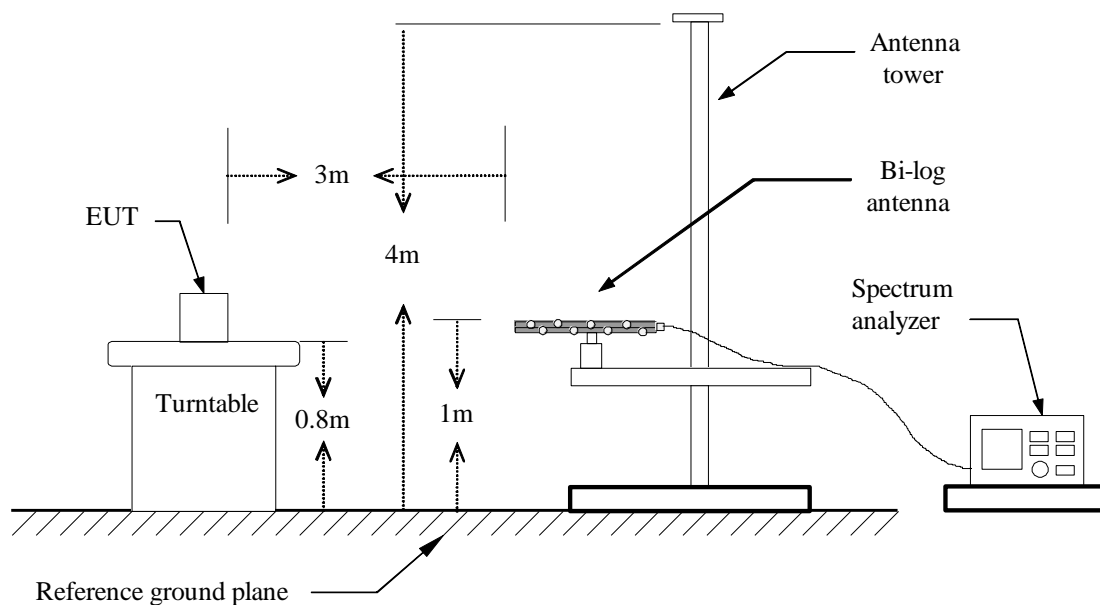 Antenna
tower
3m
Bi-log
antenna
EUT
4m
Spectrum
analyzer
Turntable
0.8m
1m
Reference ground plane